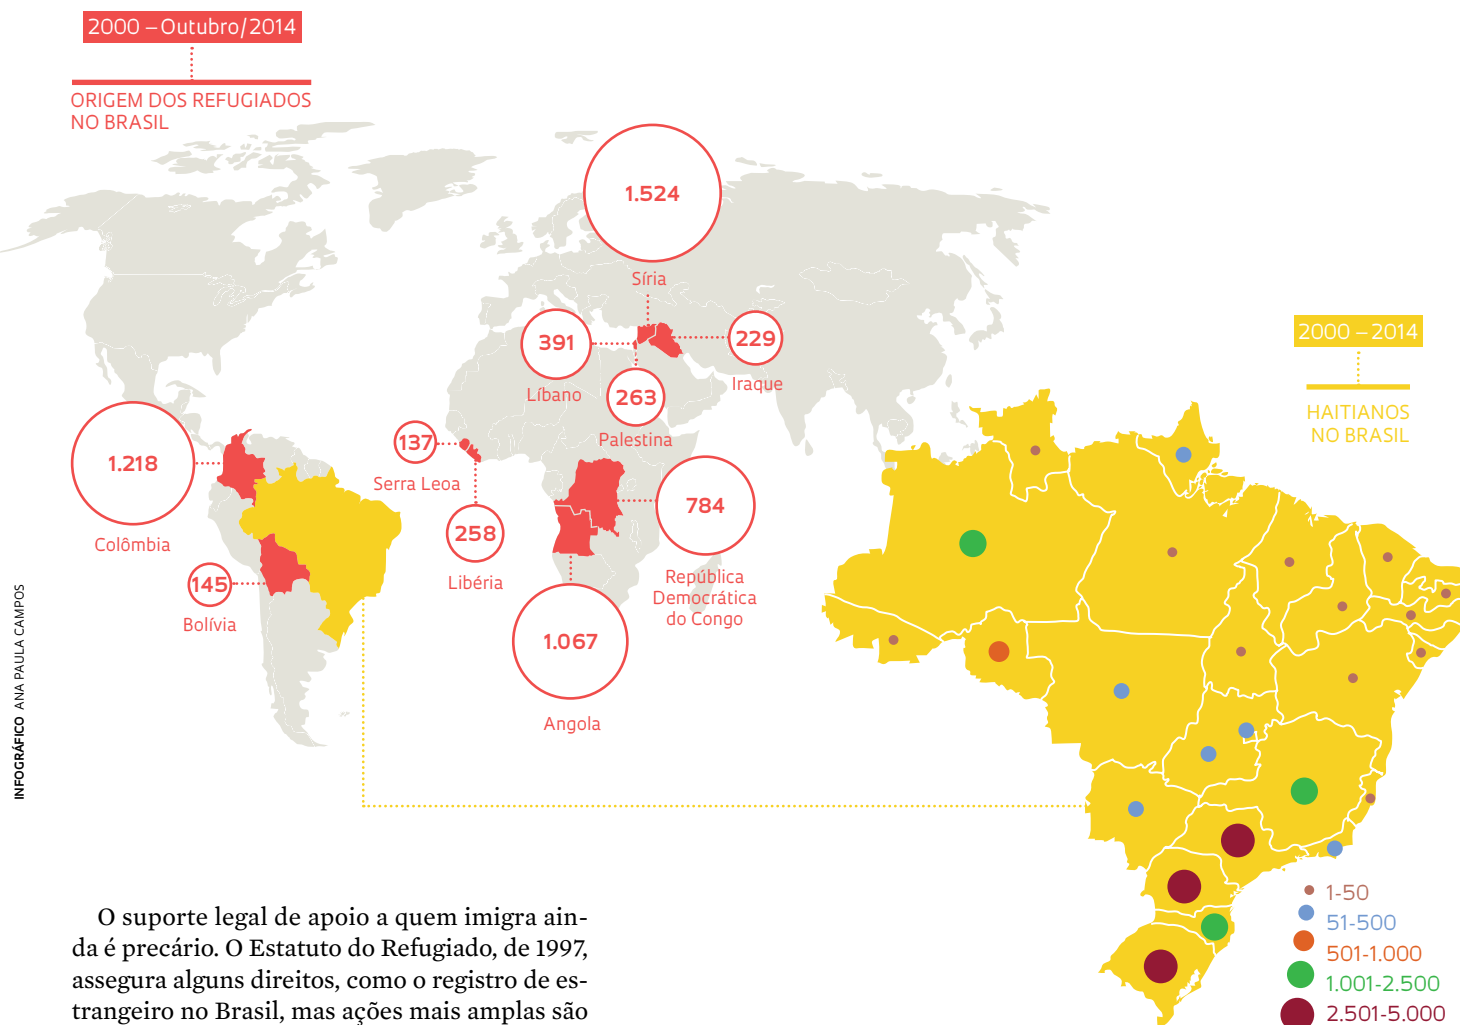 2000 – Outubro/2014
ORIGEM DOS REFUGIADOS
NO BRASIL
1.524
Síria
391
Líbano
229
Iraque
263
Palestina
1.218
Colômbia
137
Serra Leoa
258
Libéria
784
República
Democrática
do Congo
145
Bolívia
1.067
Angola
2000 – 2014
HAITIANOS
NO BRASIL
1-50
51-500
501-1.000
1.001-2.500
2.501-5.000
INFOGRÁFICO ANA PAULA CAMPOS
O suporte legal de apoio a quem imigra ain-
da é precário. O Estatuto do Refugiado, de 1997,
assegura alguns direitos, como o registro de es-
trangeiro no Brasil, mas ações mais amplas são